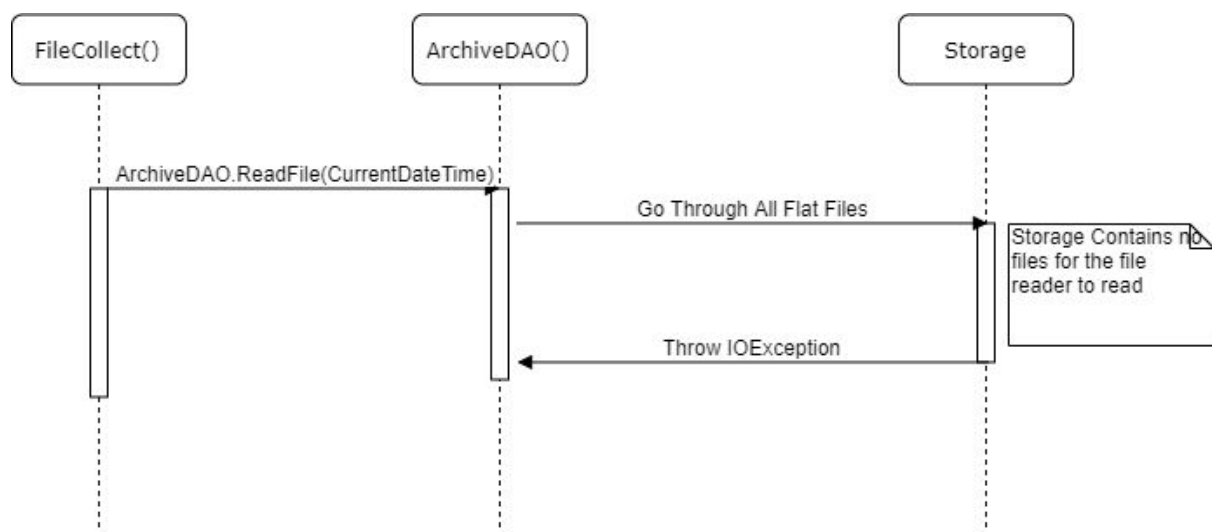 FileCollect()
ArchiveDAO()
Storage
ArchiveDAO.ReadFile(CurrentDateTime)
Go Through All Flat Files
Storage Contains no
files for the file
reader to read
Throw IOException